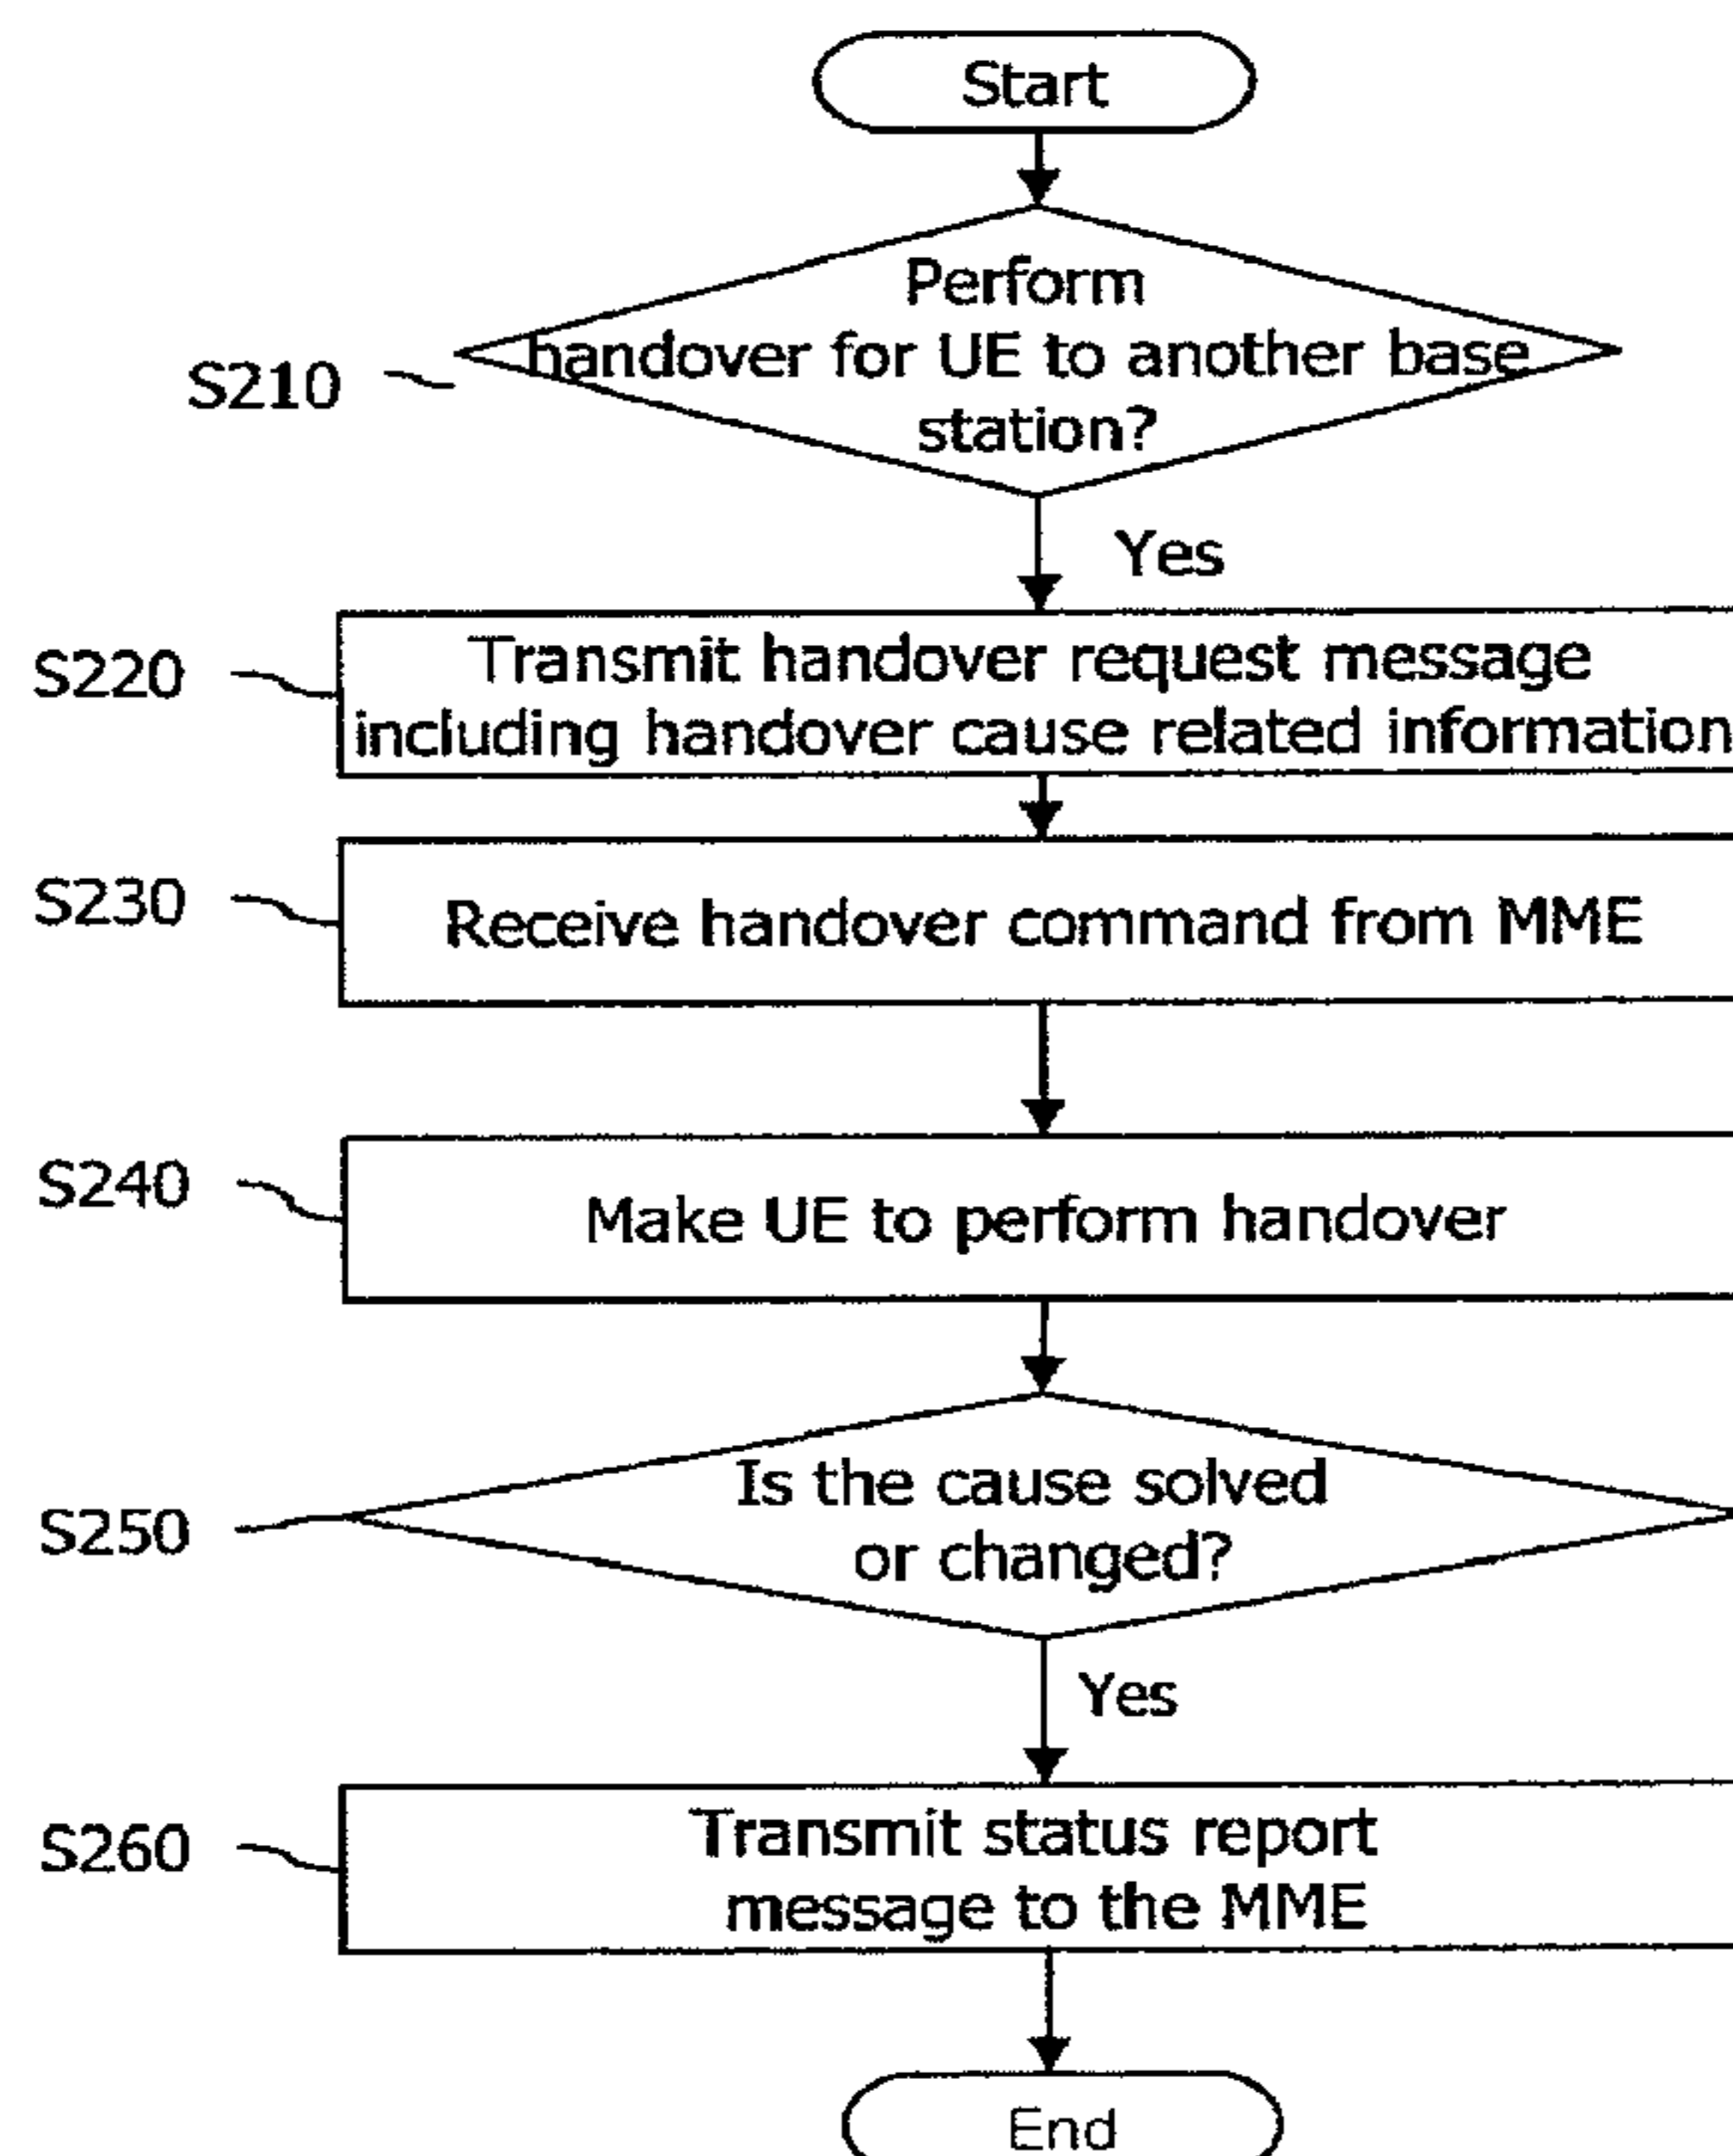 Start
Perform
handover for UE to another base
station?
S210
Yes
S220
Transmit handover request message
including handover cause related information
S230
Receive handover command from MME
S240
Make UE to perform handover
S250
Is the cause solved
or changed?
Yes
S260
Transmit status report
message to the MME
End